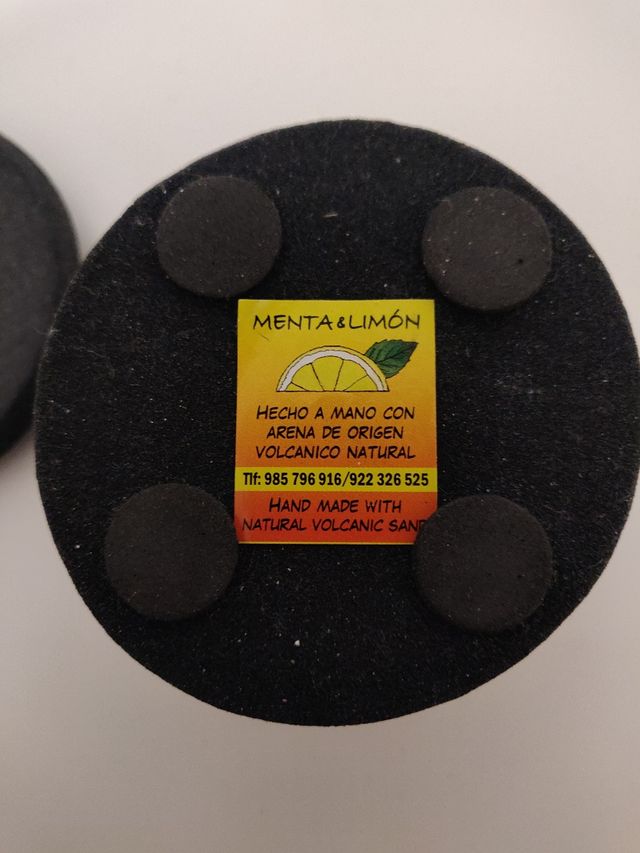 MENTA&LIMÓN
HECHO A MANO CON
ARENA DE ORIGEN
VOLCANICO NATURAL
Tlf: 985 796 916/922 326 525
HAND MADE WITH
NATURAL VOLCANIC SAND